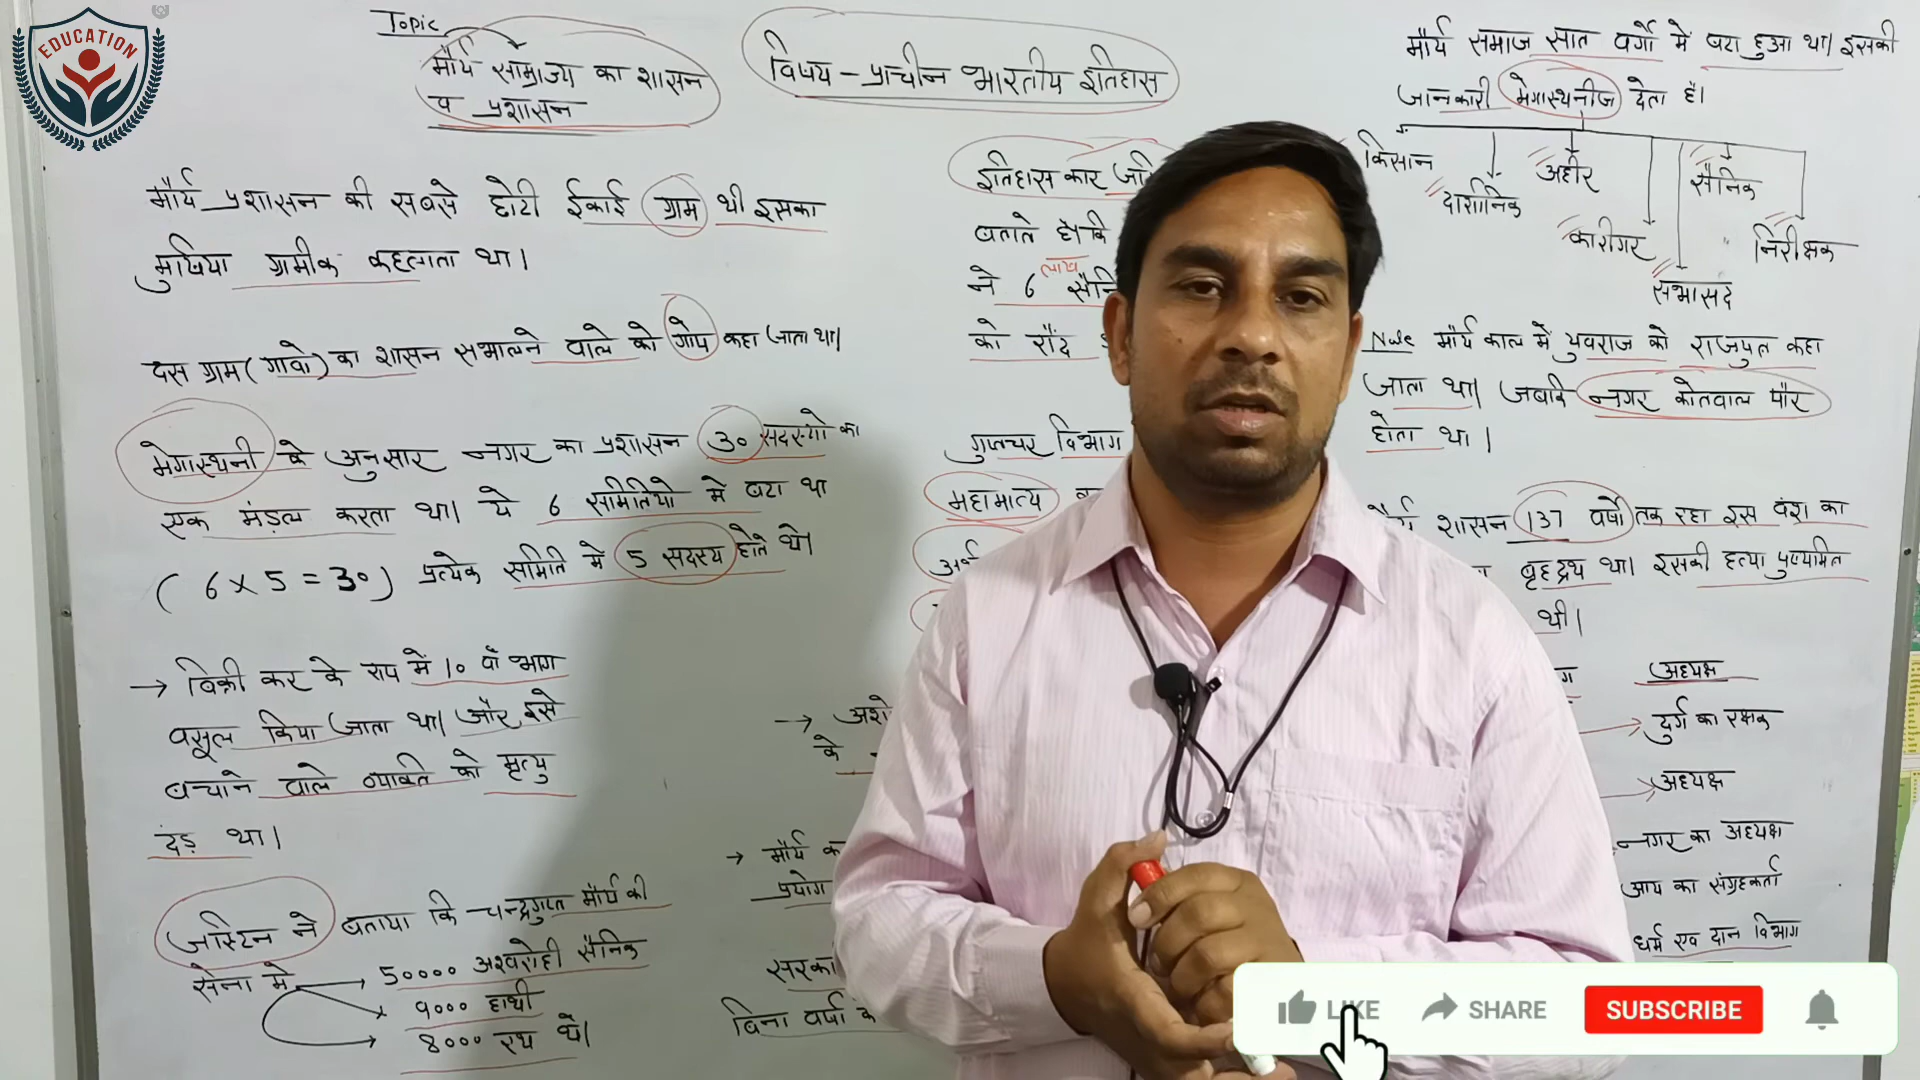 EDUCATION
Topic
मौर्य साम्राज्य का शासन
व प्रशासन
विषय - प्राचीन भारतीय इतिहास
मौर्य प्रशासन की सबसे छोटी ईकाई ग्राम थी इसका
मुखिया ग्रामीक कहलाता था।
दस ग्राम (गावो) का शासन सभालने वाले को गोप कहा जाता था।
मेगास्थनी के अनुसार नगर का प्रशासन 30 सदस्यो का
एक मंडल करता था। ये 6 समितियो मे बटा था
( 6 x 5 = 30 ) प्रत्येक समिति मे 5 सदस्य होते थे।
→ बिक्री कर के रुप में 10 वाँ भाग
वसूल किया जाता था। और इसे
बचाने वाले व्यक्ति को मृत्यु
दंड़ था।
जस्टिन ने बताया कि चन्द्रगुप्त मौर्य की
सेना मे 50000 अश्वरोही सैनिक
9000 हाथी
8000 रथ थे।
इतिहास कार
बताते है। कि
लाख
ने 6
को रौंद
गुप्तचर विभाग
महामात्य
→
के
→ मौर्य
प्रयोग
बिना वर्षा के
मौर्य समाज सात वर्गो में बटा हुआ था। इसकी
जानकारी मेगास्थनीज देता है।
किसान
दार्शनिक
अहीर
कारीगर
सैनिक
सभासद
निरीक्षक
Note मौर्य काल में युवराज को राजपुत कहा
जाता था। जबकि नगर कोतवाल पौर
होता था।
शासन 137 वर्षो तक रहा इस वंश का
बृहद्रथ था। इसकी हत्या पुष्यमित
थी।
अध्यक्ष
दुर्ग का रक्षक
अध्यक्ष
नगर का अध्यक्ष
आय का संग्रहकर्ता
धर्म एव दान विभाग
LIKE SHARE SUBSCRIBE